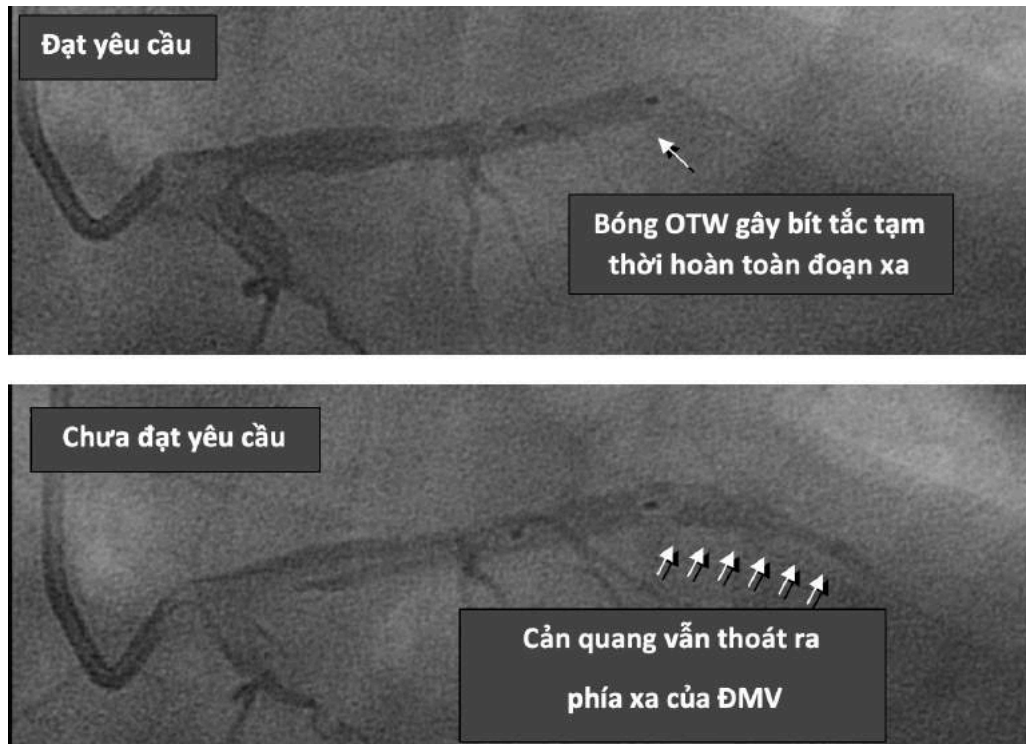 Đạt yêu cầu
Bóng OTW gây bít tắc tạm
thời hoàn toàn đoạn xa
Chưa đạt yêu cầu
Cản quang vẫn thoát ra
phía xa của ĐMV